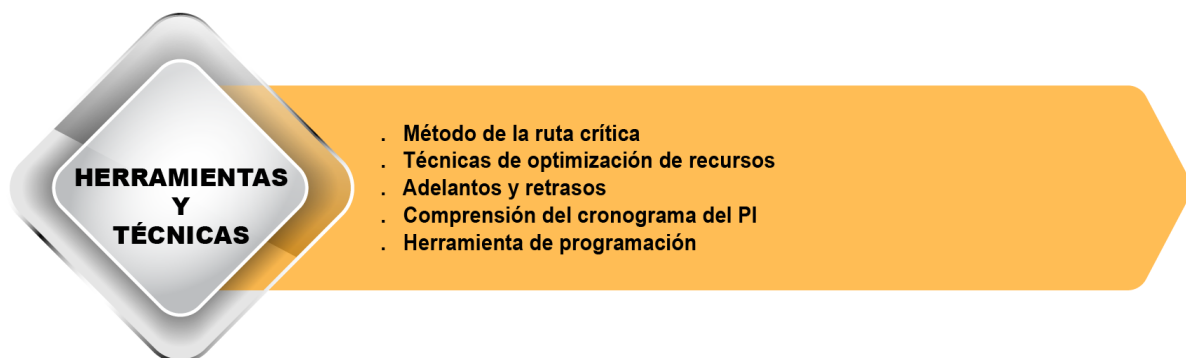 HERRAMIENTAS
Y
TÉCNICAS
. Método de la ruta crítica
. Técnicas de optimización de recursos
. Adelantos y retrasos
. Comprensión del cronograma del PI
. Herramienta de programación